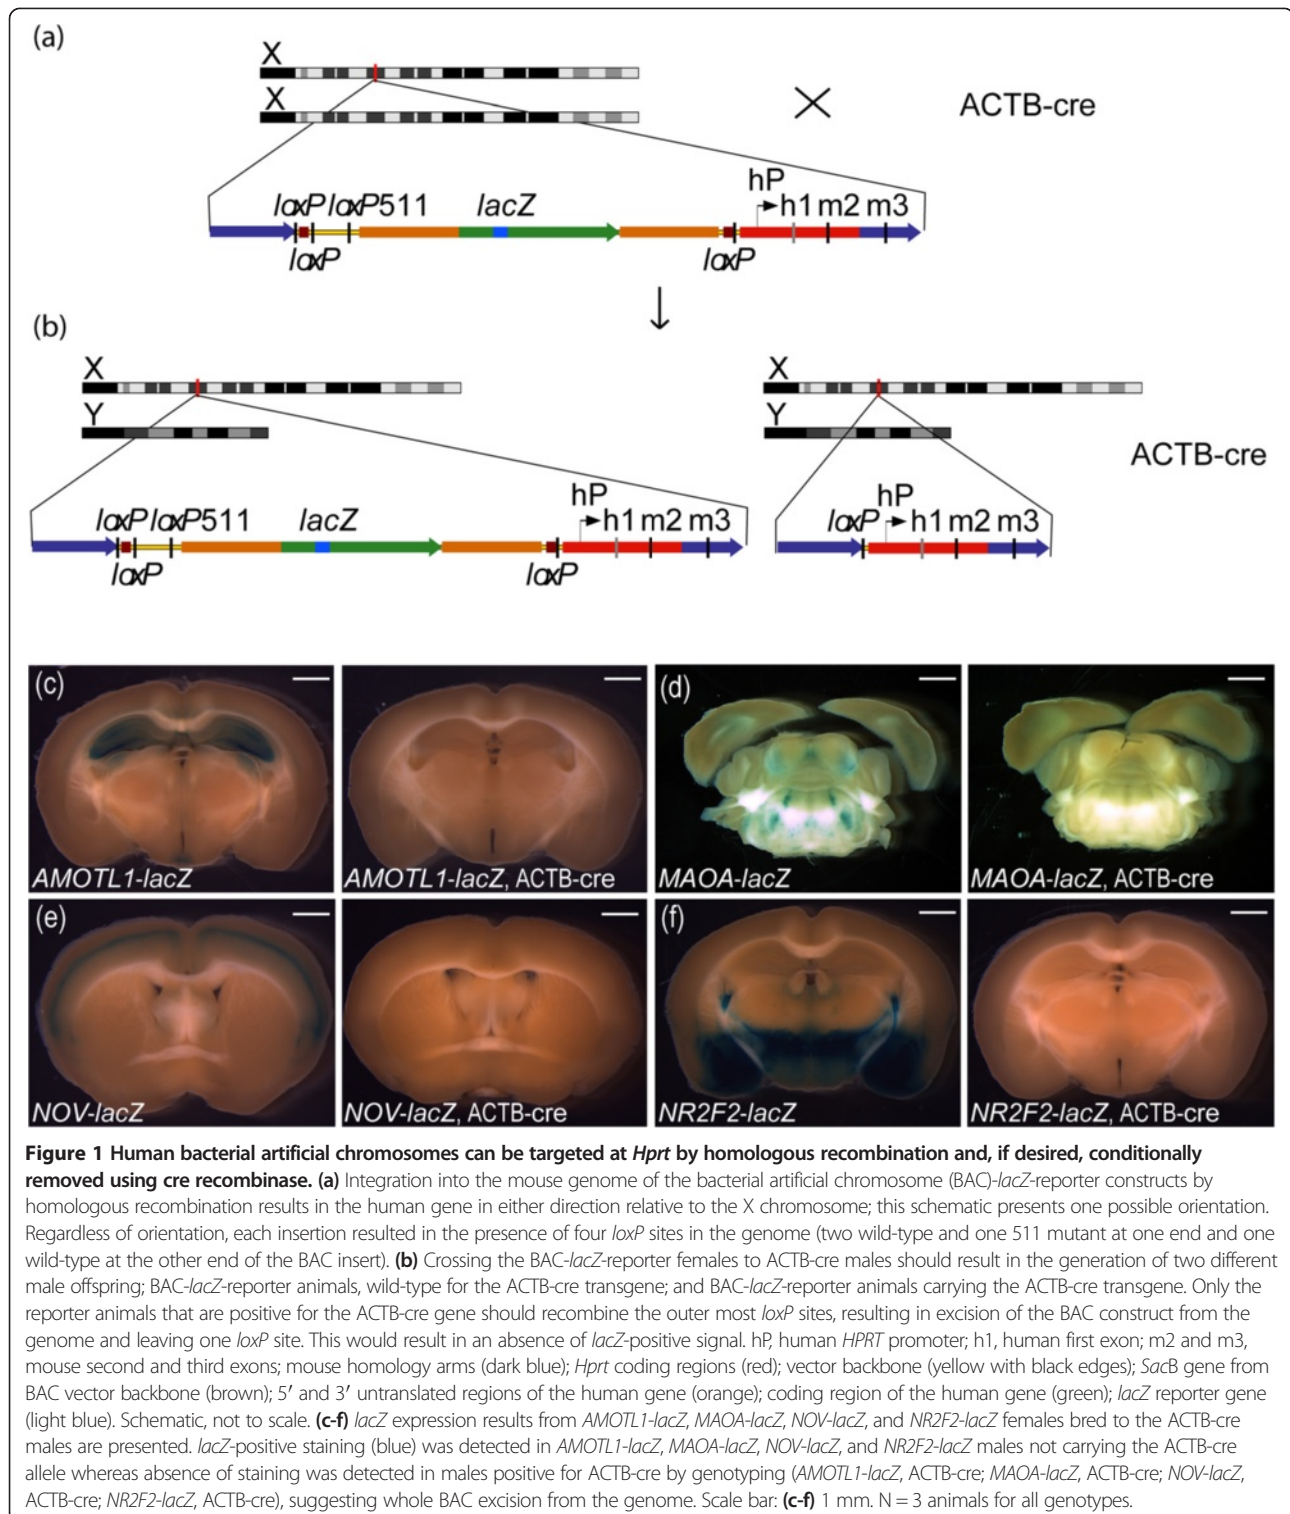 (a)
X
X
ACTB-cre
hP
loxP loxP511 lacZ h1 m2 m3
loxP loxP
(b)
X X
Y Y
ACTB-cre
hP hP
loxP loxP511 lacZ h1 m2 m3 loxP h1 m2 m3
loxP loxP
(c) (d)
AMOTL1-lacZ AMOTL1-lacZ, ACTB-cre MAOA-lacZ MAOA-lacZ, ACTB-cre
(e) (f)
NOV-lacZ NOV-lacZ, ACTB-cre NR2F2-lacZ NR2F2-lacZ, ACTB-cre
Figure 1 Human bacterial artificial chromosomes can be targeted at Hprt by homologous recombination and, if desired, conditionally
removed using cre recombinase. (a) Integration into the mouse genome of the bacterial artificial chromosome (BAC)-lacZ-reporter constructs by
homologous recombination results in the human gene in either direction relative to the X chromosome; this schematic presents one possible orientation.
Regardless of orientation, each insertion resulted in the presence of four loxP sites in the genome (two wild-type and one 511 mutant at one end and one
wild-type at the other end of the BAC insert). (b) Crossing the BAC-lacZ-reporter females to ACTB-cre males should result in the generation of two different
male offspring; BAC-lacZ-reporter animals, wild-type for the ACTB-cre transgene; and BAC-lacZ-reporter animals carrying the ACTB-cre transgene. Only the
reporter animals that are positive for the ACTB-cre gene should recombine the outer most loxP sites, resulting in excision of the BAC construct from the
genome and leaving one loxP site. This would result in an absence of lacZ-positive signal. hP, human HPRT promoter; h1, human first exon; m2 and m3,
mouse second and third exons; mouse homology arms (dark blue); Hprt coding regions (red); vector backbone (yellow with black edges); SacB gene from
BAC vector backbone (brown); 5′ and 3′ untranslated regions of the human gene (orange); coding region of the human gene (green); lacZ reporter gene
(light blue). Schematic, not to scale. (c-f) lacZ expression results from AMOTL1-lacZ, MAOA-lacZ, NOV-lacZ, and NR2F2-lacZ females bred to the ACTB-cre
males are presented. lacZ-positive staining (blue) was detected in AMOTL1-lacZ, MAOA-lacZ, NOV-lacZ, and NR2F2-lacZ males not carrying the ACTB-cre
allele whereas absence of staining was detected in males positive for ACTB-cre by genotyping (AMOTL1-lacZ, ACTB-cre; MAOA-lacZ, ACTB-cre; NOV-lacZ,
ACTB-cre; NR2F2-lacZ, ACTB-cre), suggesting whole BAC excision from the genome. Scale bar: (c-f) 1 mm. N = 3 animals for all genotypes.